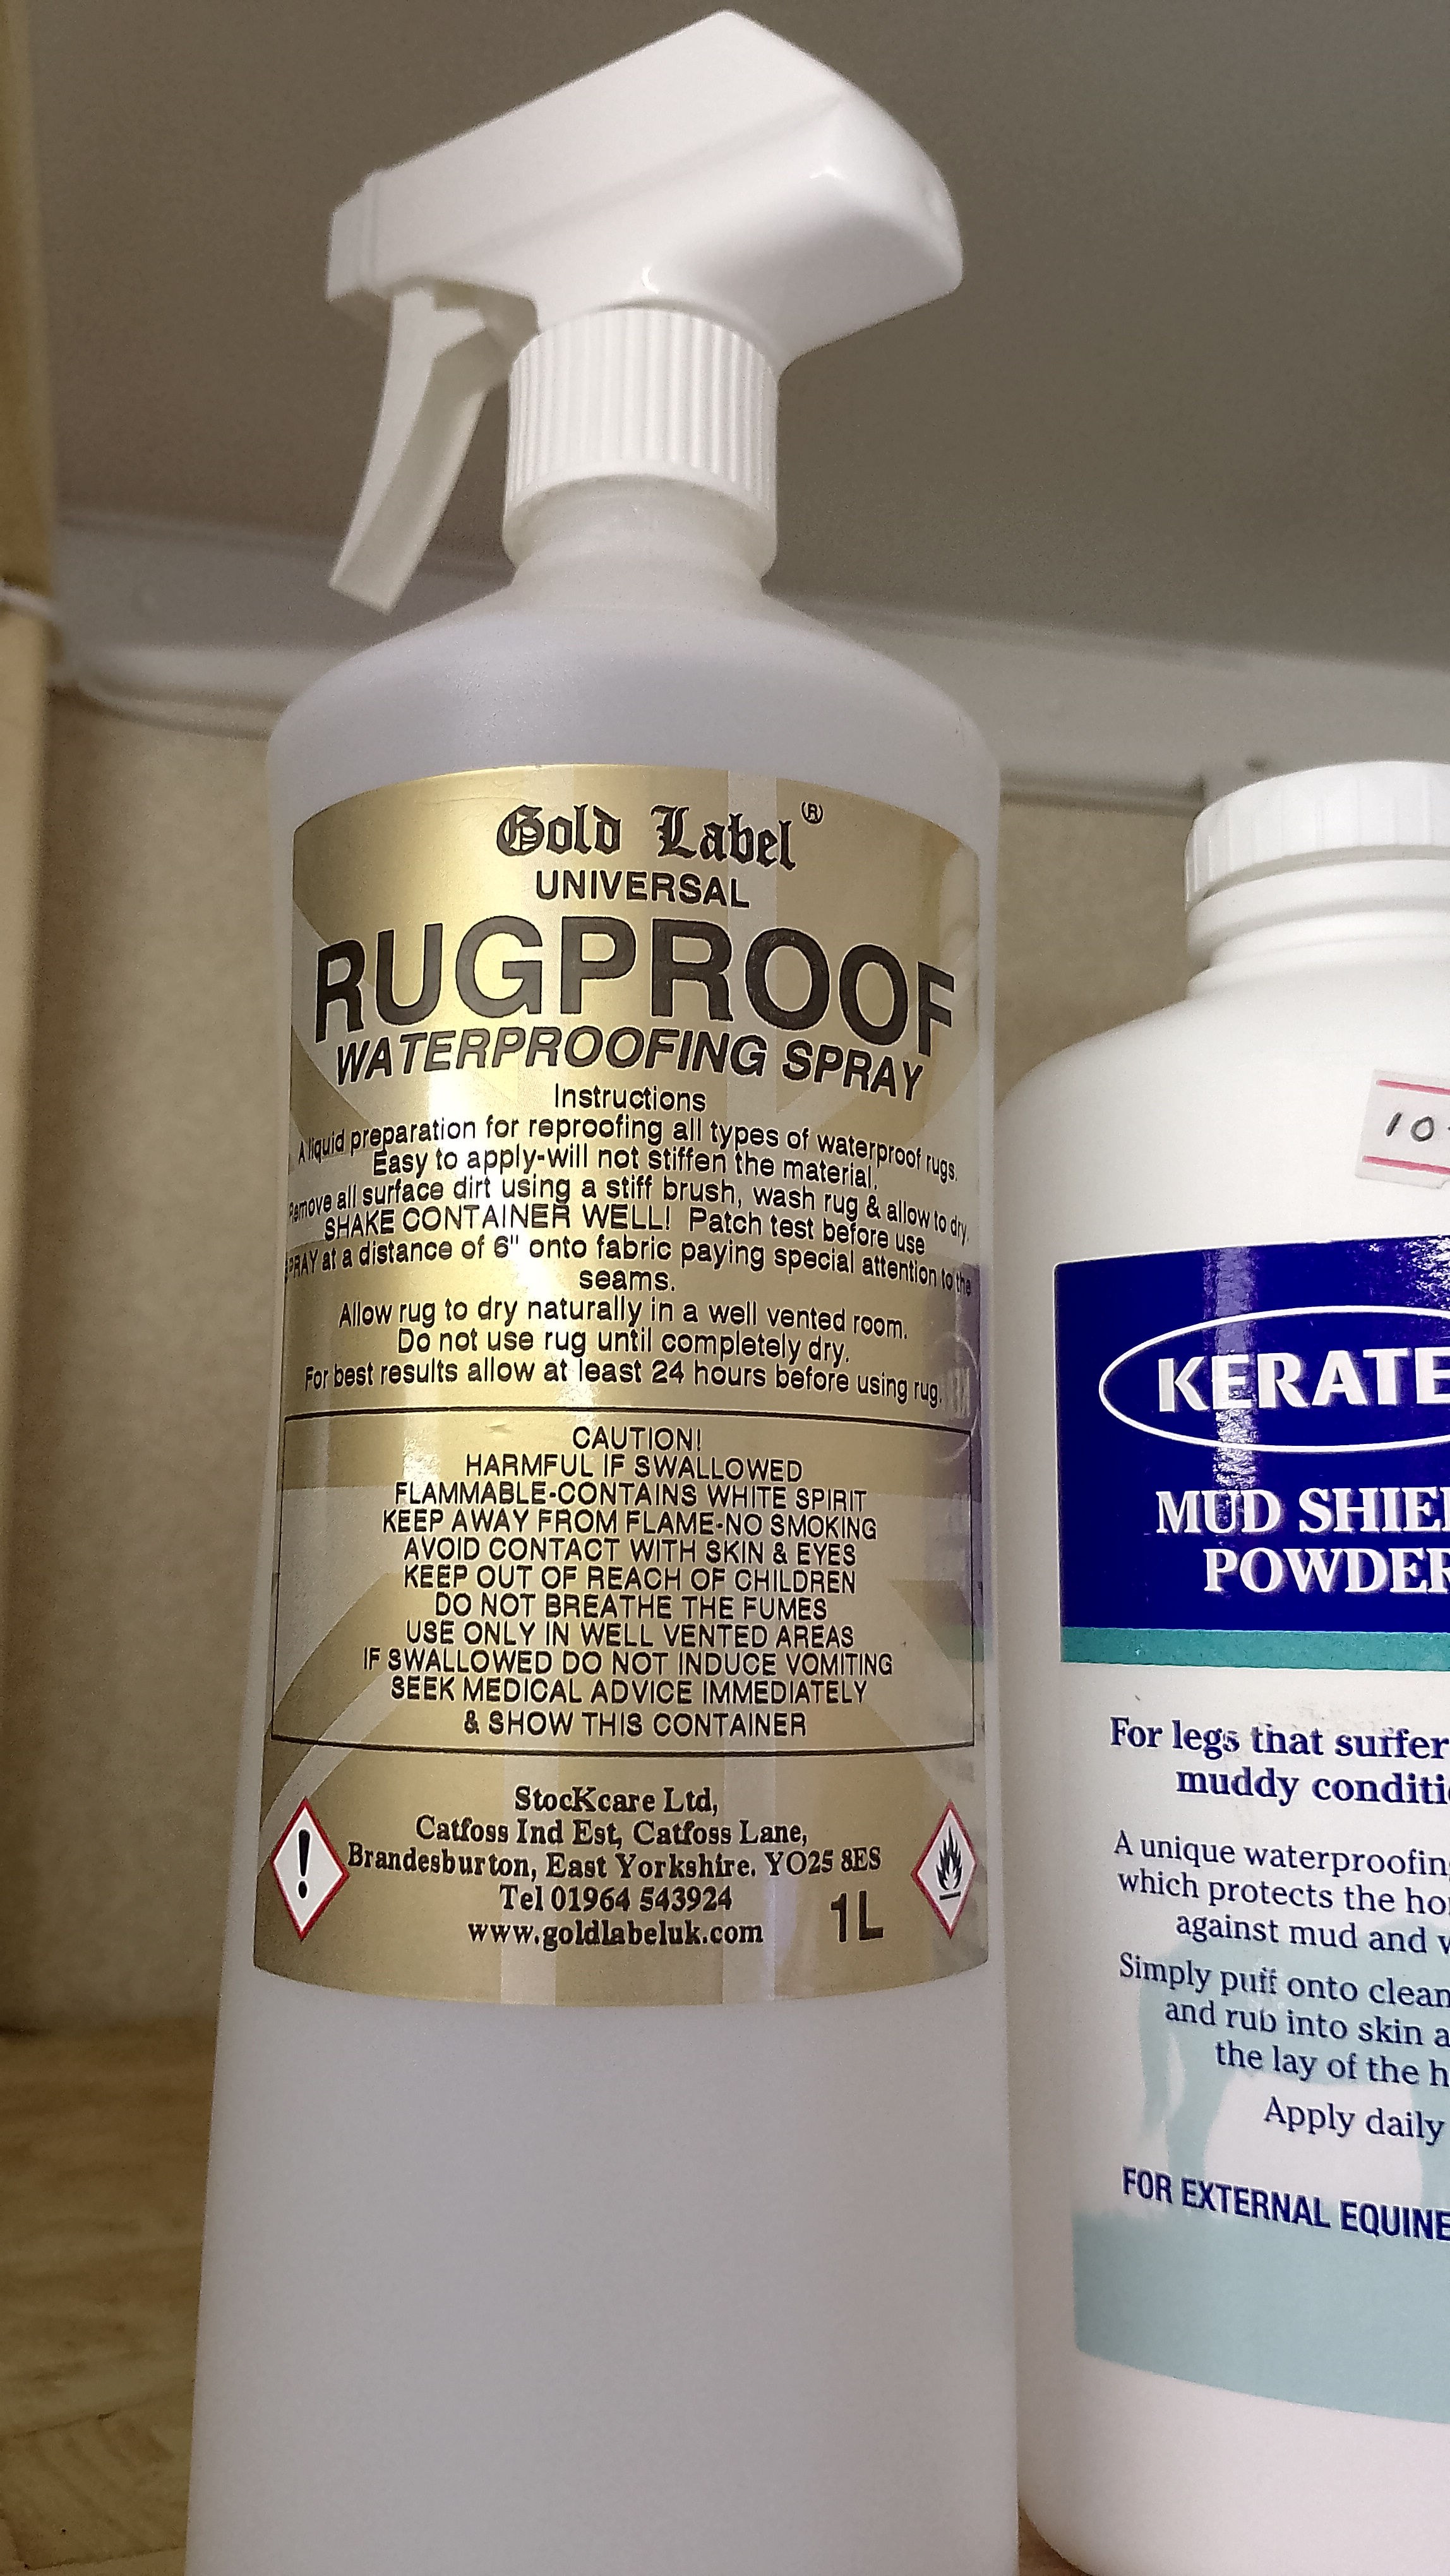 Gold Label ®
UNIVERSAL
RUGPROOF
WATERPROOFING SPRAY
Instructions
A liquid preparation for reproofing all types of waterproof rugs.
Easy to apply-will not stiffen the material.
Remove all surface dirt using a stiff brush, wash rug & allow to dry.
SHAKE CONTAINER WELL! Patch test before use
SPRAY at a distance of 6" onto fabric paying special attention to the
seams.
Allow rug to dry naturally in a well vented room.
Do not use rug until completely dry.
For best results allow at least 24 hours before using rug.
CAUTION!
HARMFUL IF SWALLOWED
FLAMMABLE-CONTAINS WHITE SPIRIT
KEEP AWAY FROM FLAME-NO SMOKING
AVOID CONTACT WITH SKIN & EYES
KEEP OUT OF REACH OF CHILDREN
DO NOT BREATHE THE FUMES
USE ONLY IN WELL VENTED AREAS
IF SWALLOWED DO NOT INDUCE VOMITING
SEEK MEDICAL ADVICE IMMEDIATELY
& SHOW THIS CONTAINER
StocKcare Ltd,
Catfoss Ind Est, Catfoss Lane,
Brandesburton, East Yorkshire. YO25 8ES
Tel 01964 543924
www.goldlabeluk.com
1L
10
KERATE
MUD SHIE
POWDER
For legs that suffer
muddy conditi
A unique waterproofin
which protects the ho
against mud and
Simply puff onto clean
and rub into skin a
the lay of the h
Apply daily
FOR EXTERNAL EQUINE